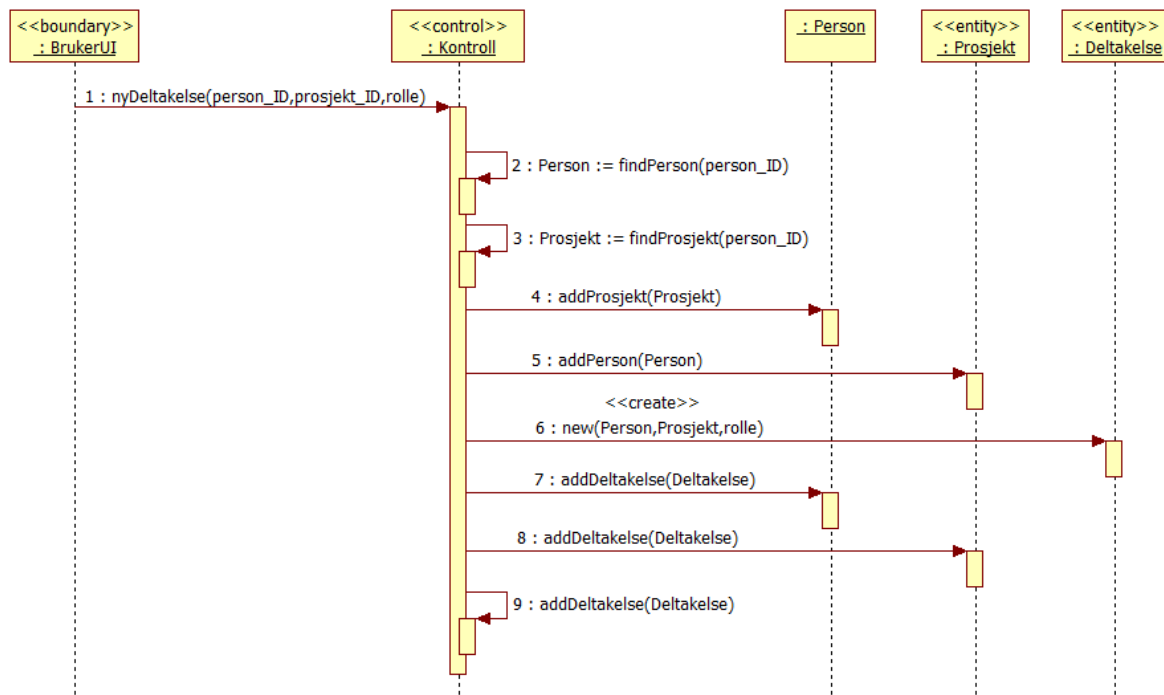 <<boundary>>
: BrukerUI
<<control>>
: Kontroll
: Person
<<entity>>
: Prosjekt
<<entity>>
: Deltakelse
1 : nyDeltakelse(person_ID,prosjekt_ID,rolle)
2 : Person := findPerson(person_ID)
3 : Prosjekt := findProsjekt(person_ID)
4 : addProsjekt(Prosjekt)
5 : addPerson(Person)
<<create>>
6 : new(Person,Prosjekt,rolle)
7 : addDeltakelse(Deltakelse)
8 : addDeltakelse(Deltakelse)
9 : addDeltakelse(Deltakelse)